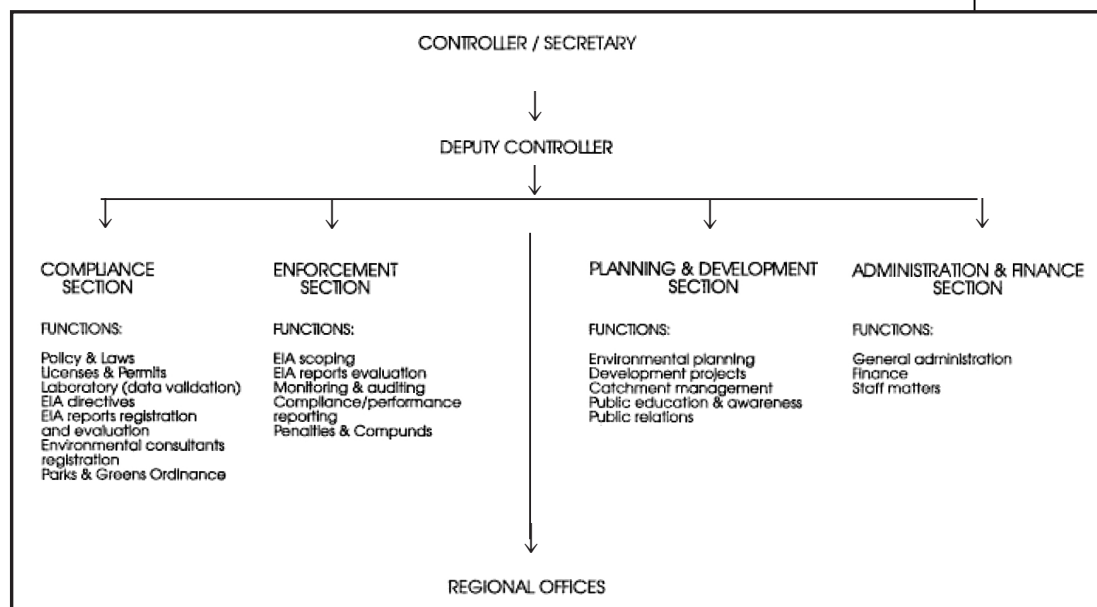 CONTROLLER / SECRETARY
DEPUTY CONTROLLER
COMPLIANCE
SECTION
FUNCTIONS:
Policy & Laws
Licenses & Permits
Laboratory (data validation)
EIA directives
EIA reports registration
and evaluation
Environmental consultants
registration
Parks & Greens Ordinance
ENFORCEMENT
SECTION
FUNCTIONS:
EIA scoping
EIA reports evaluation
Monitoring & auditing
Compliance/performance
reporting
Penalties & Compunds
PLANNING & DEVELOPMENT
SECTION
FUNCTIONS:
Environmental planning
Development projects
Catchment management
Public education & awareness
Public relations
ADMINISTRATION & FINANCE
SECTION
FUNCTIONS:
General administration
Finance
Staff matters
REGIONAL OFFICES